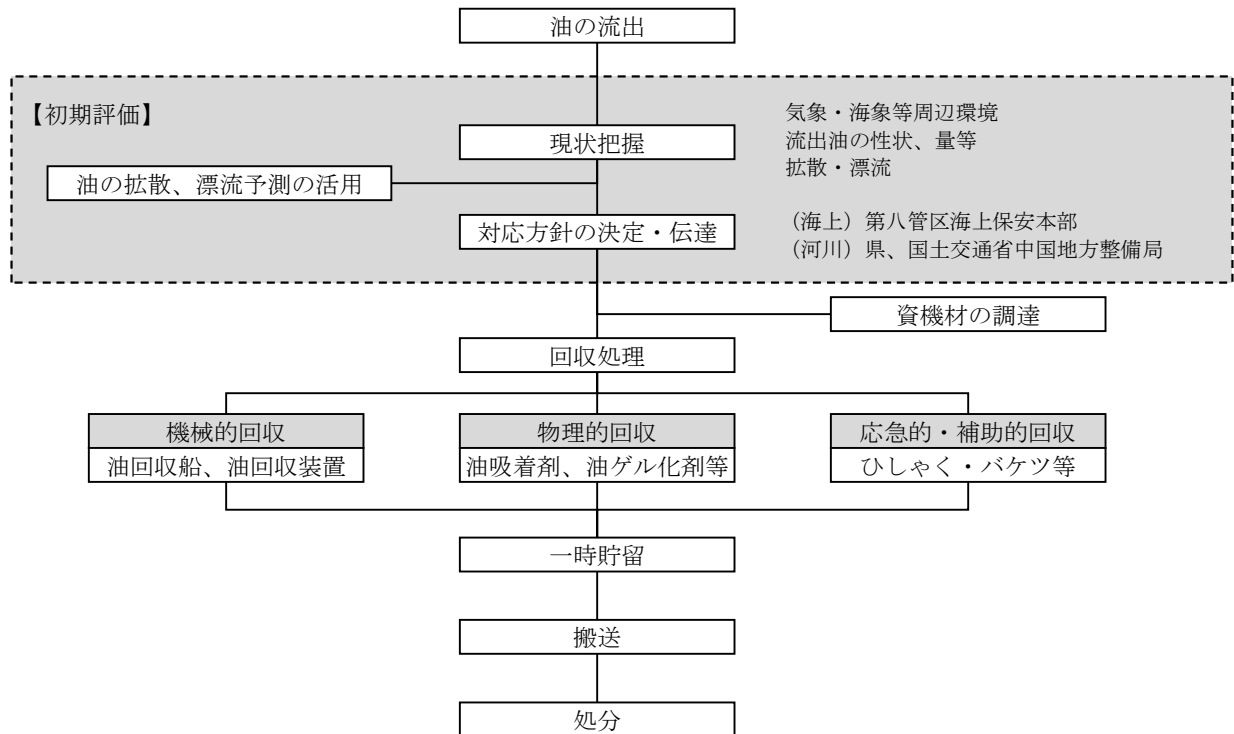 油の流出
【初期評価】
現状把握
気象・海象等周辺環境
流出油の性状、量等
拡散・漂流
油の拡散、漂流予測の活用
対応方針の決定・伝達
（海上）第八管区海上保安本部
（河川）県、国土交通省中国地方整備局
資機材の調達
回収処理
機械的回収
油回収船、油回収装置
物理的回収
油吸着剤、油ゲル化剤等
応急的・補助的回収
ひしゃく・バケツ等
一時貯留
搬送
処分